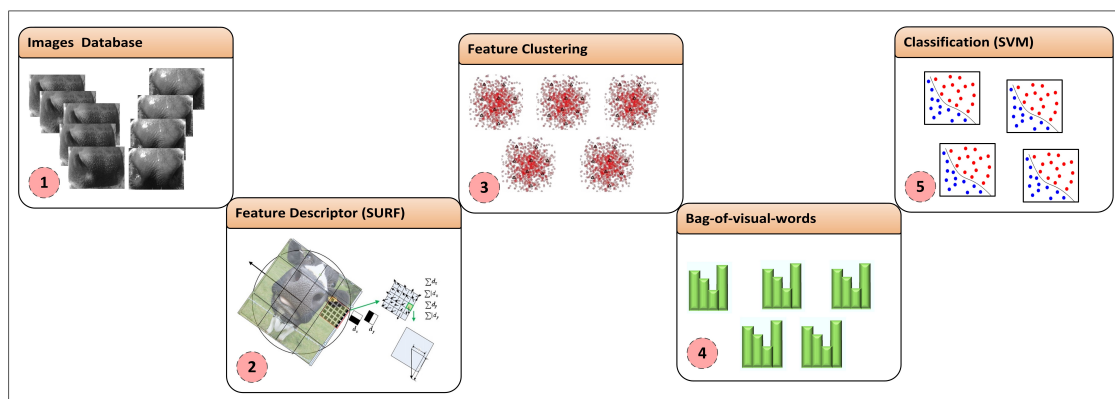 Images Database
1
Feature Descriptor (SURF)
2
Feature Clustering
3
Bag-of-visual-words
4
Classification (SVM)
5